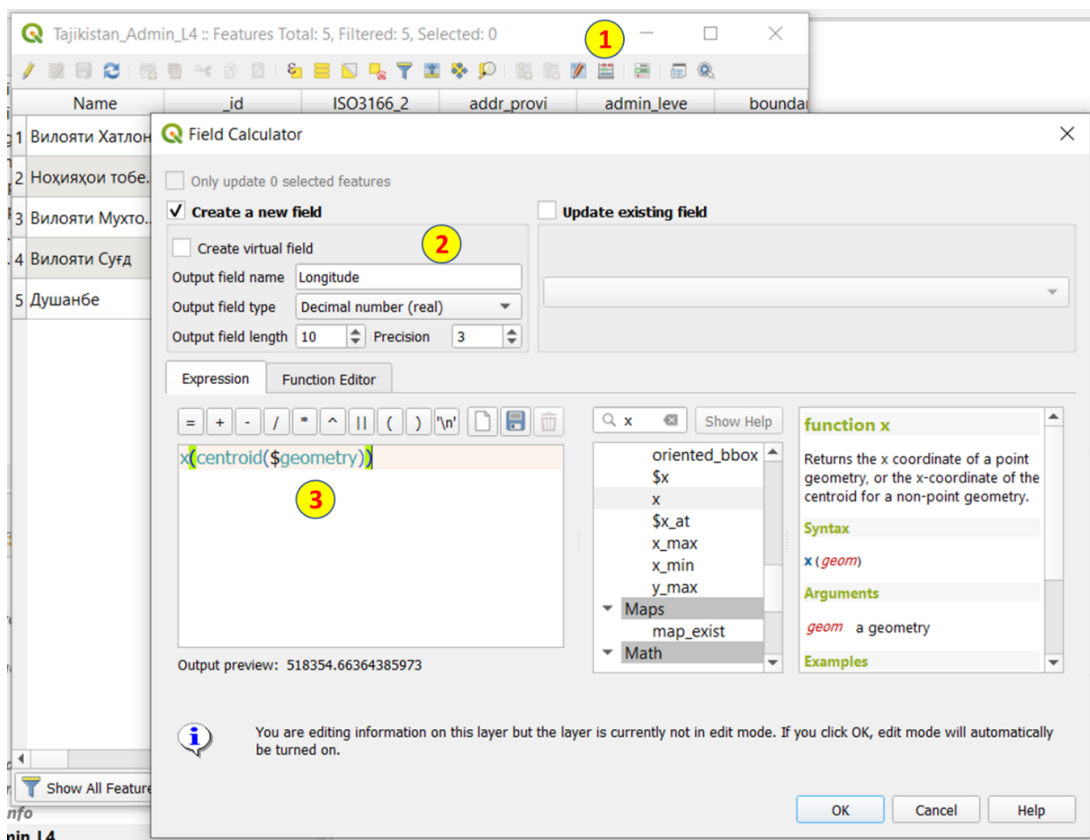 Tajikistan_Admin_L4 :: Features Total: 5, Filtered: 5, Selected: 0
1
Name _id ISO3166_2 addr_provi admin_leve boundar
1 Вилояти Хатлон
2 Ноҳияҳои тобе...
3 Вилояти Мухто...
4 Вилояти Суғд
5 Душанбе
Show All Feature
Field Calculator
Only update 0 selected features
Create a new field
Update existing field
Create virtual field
2
Output field name Longitude
Output field type Decimal number (real)
Output field length 10 Precision 3
Expression Function Editor
= + - / * ^ || ( ) '\n'
x(centroid($geometry))
3
Output preview: 518354.66364385973
x Show Help
oriented_bbox
$x
x
$x_at
x_max
x_min
y_max
Maps
map_exist
Math
function x
Returns the x coordinate of a point
geometry, or the x-coordinate of the
centroid for a non-point geometry.
Syntax
x (geom)
Arguments
geom a geometry
Examples
You are editing information on this layer but the layer is currently not in edit mode. If you click OK, edit mode will automatically
be turned on.
OK Cancel Help
nfo
min_L4